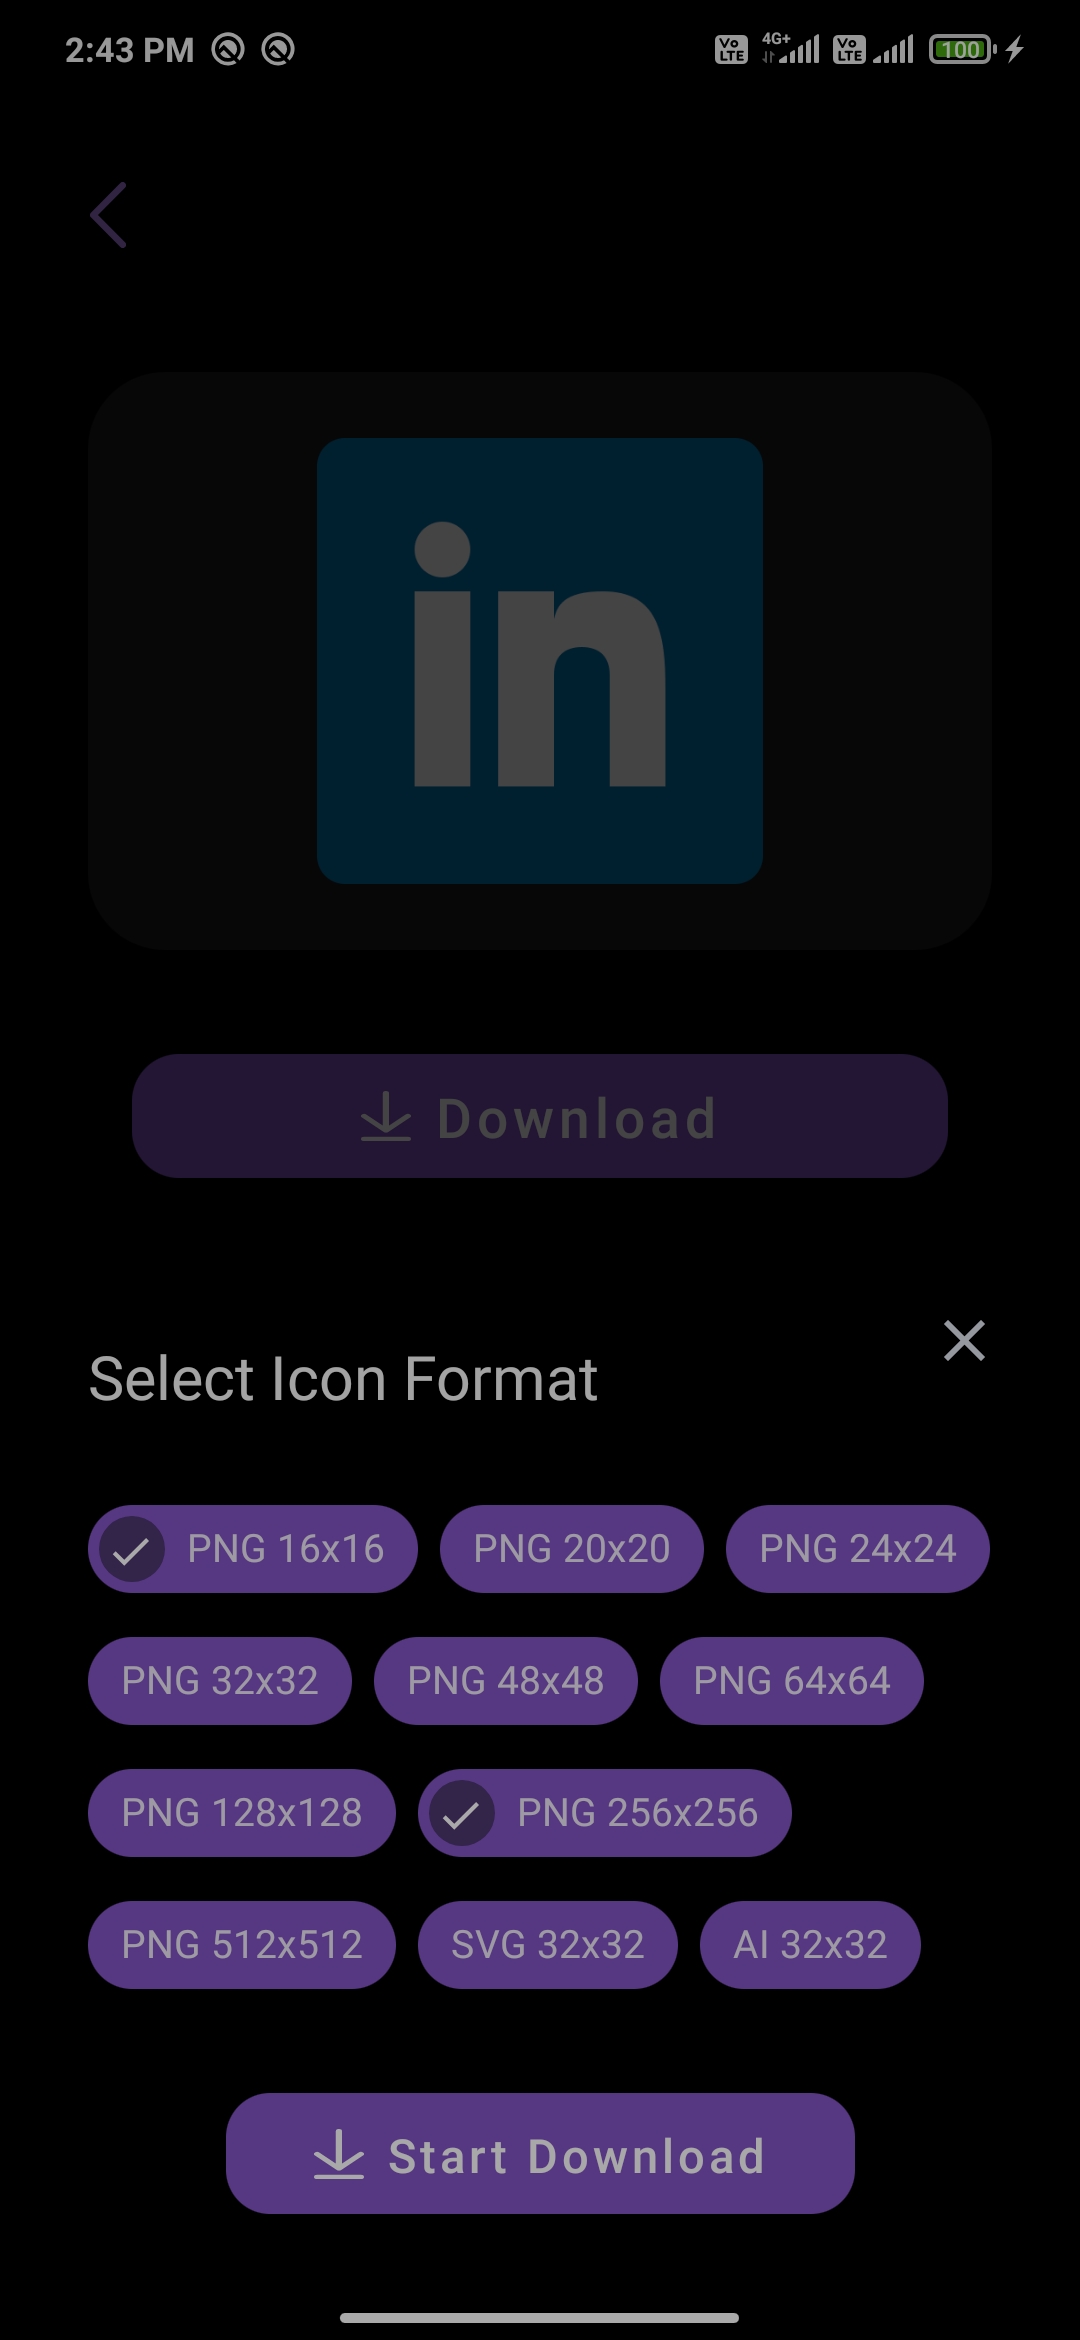 2:43 PM Vo LTE 4G+ Vo LTE 100
in
Download
Select Icon Format
PNG 16x16 PNG 20x20 PNG 24x24
PNG 32x32 PNG 48x48 PNG 64x64
PNG 128x128 PNG 256x256
PNG 512x512 SVG 32x32 AI 32x32
Start Download